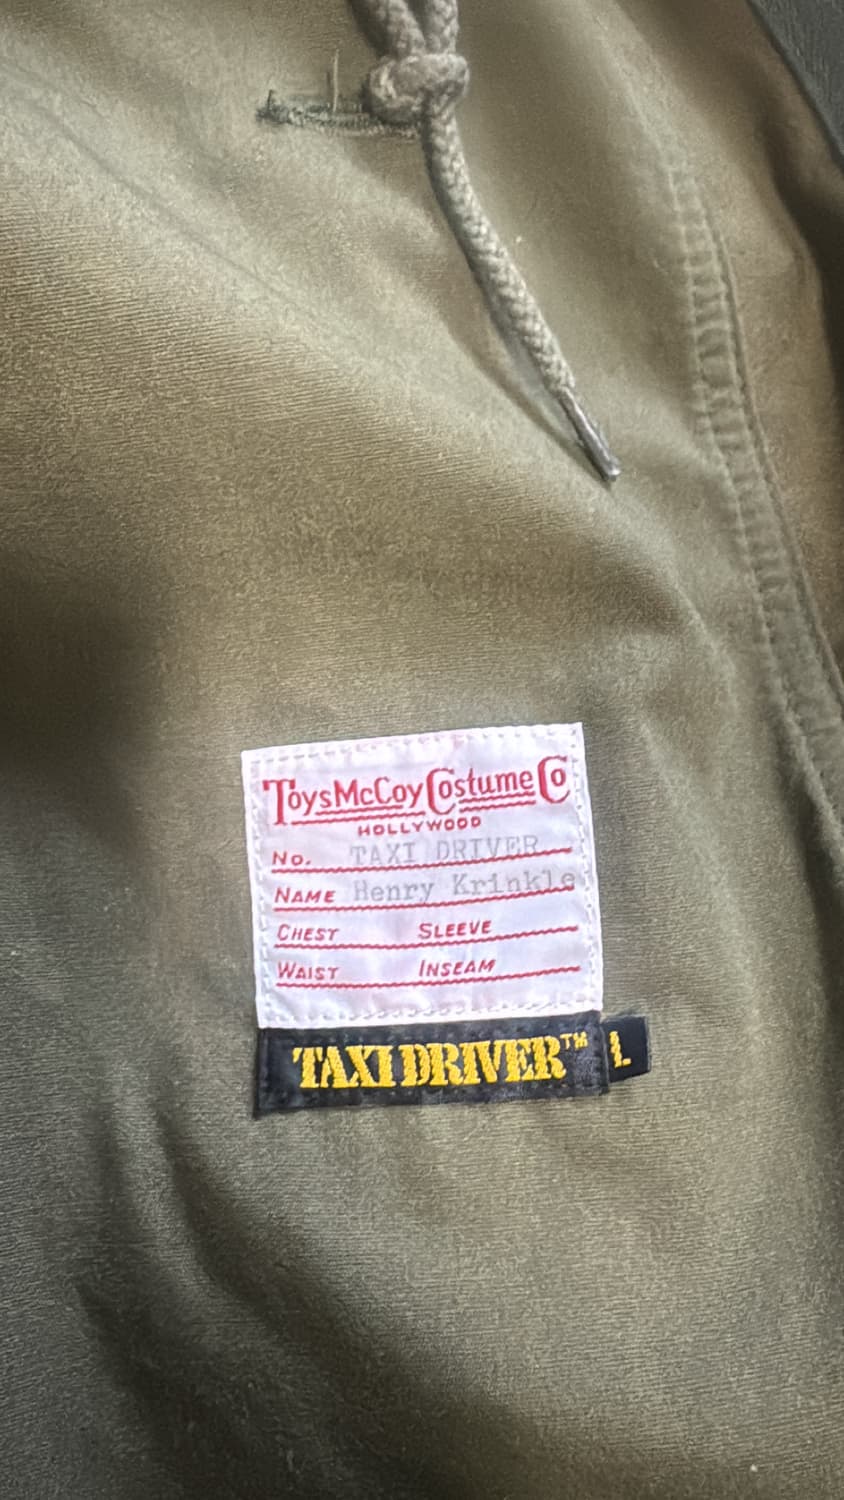 ToysMcCoy Costume Co
HOLLYWOOD
No. TAXI DRIVER
NAME Henry Krinkle
CHEST SLEEVE
WAIST INSEAM
TAXI DRIVER™ L